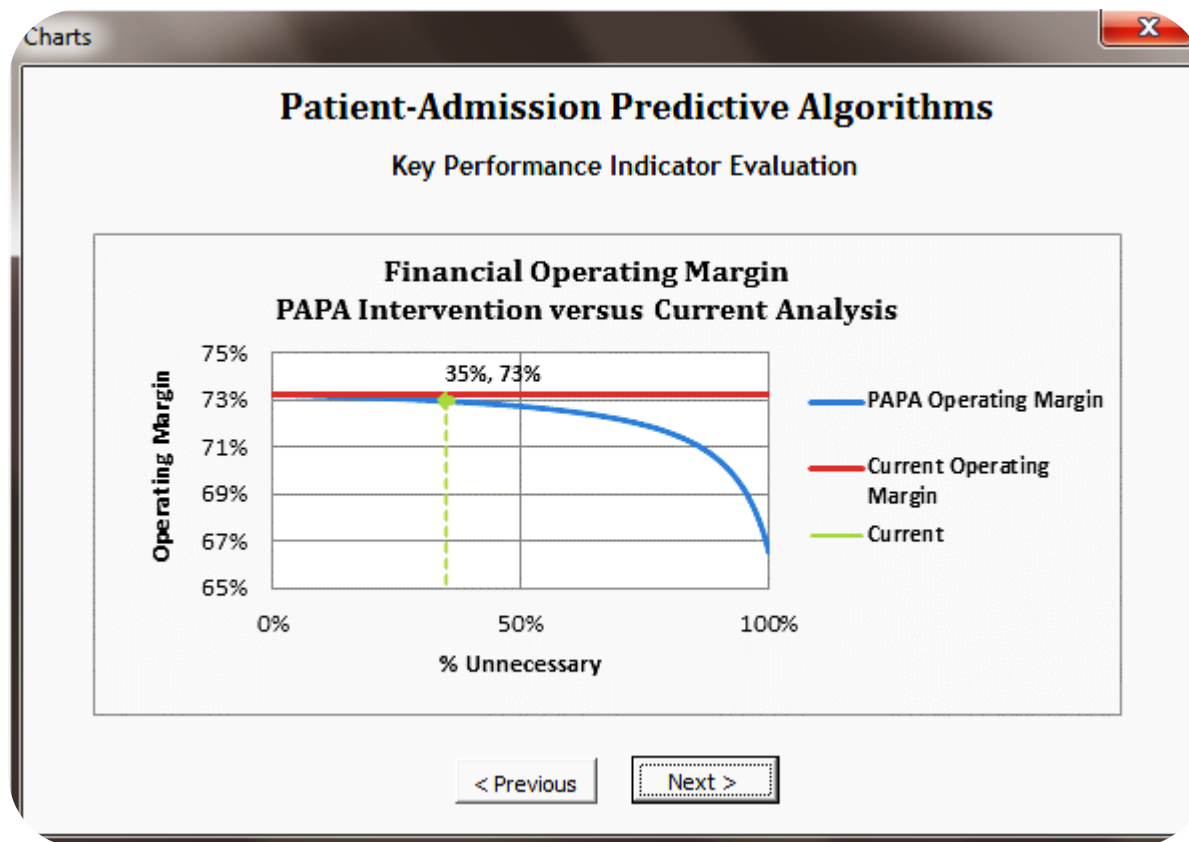 Charts
x
Patient-Admission Predictive Algorithms
Key Performance Indicator Evaluation
Financial Operating Margin
PAPA Intervention versus Current Analysis
75%
73%
71%
69%
67%
65%
Operating Margin
35%, 73%
0%
50%
100%
% Unnecessary
PAPA Operating Margin
Current Operating
Margin
Current
< Previous
Next >